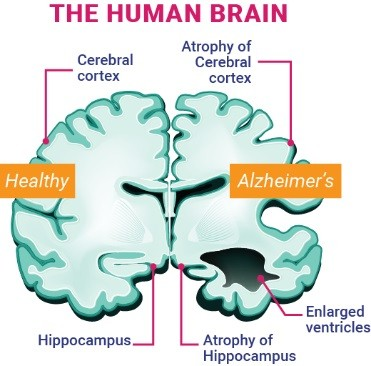 THE HUMAN BRAIN
Cerebral
cortex
Atrophy of
Cerebral
cortex
Healthy
Alzheimer's
Hippocampus
Atrophy of
Hippocampus
Enlarged
ventricles